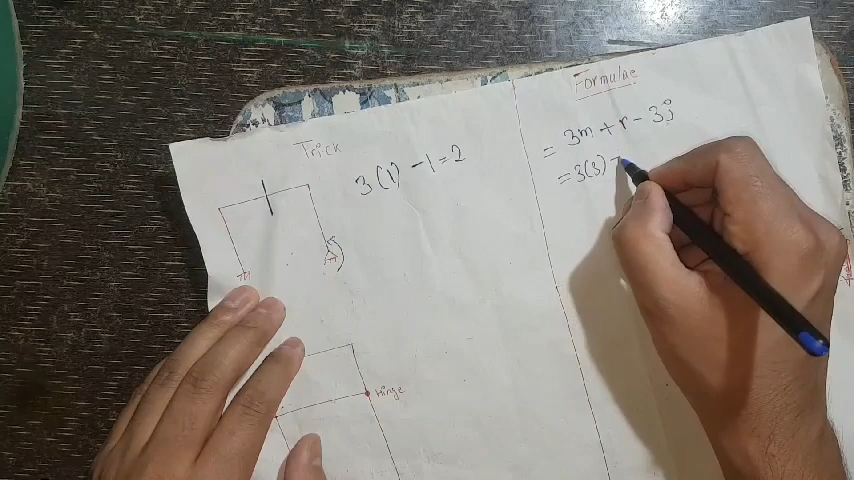 Formulae
Trick
3(1) -1=2
= 3m + r - 3j
= 3(3)
Hinge